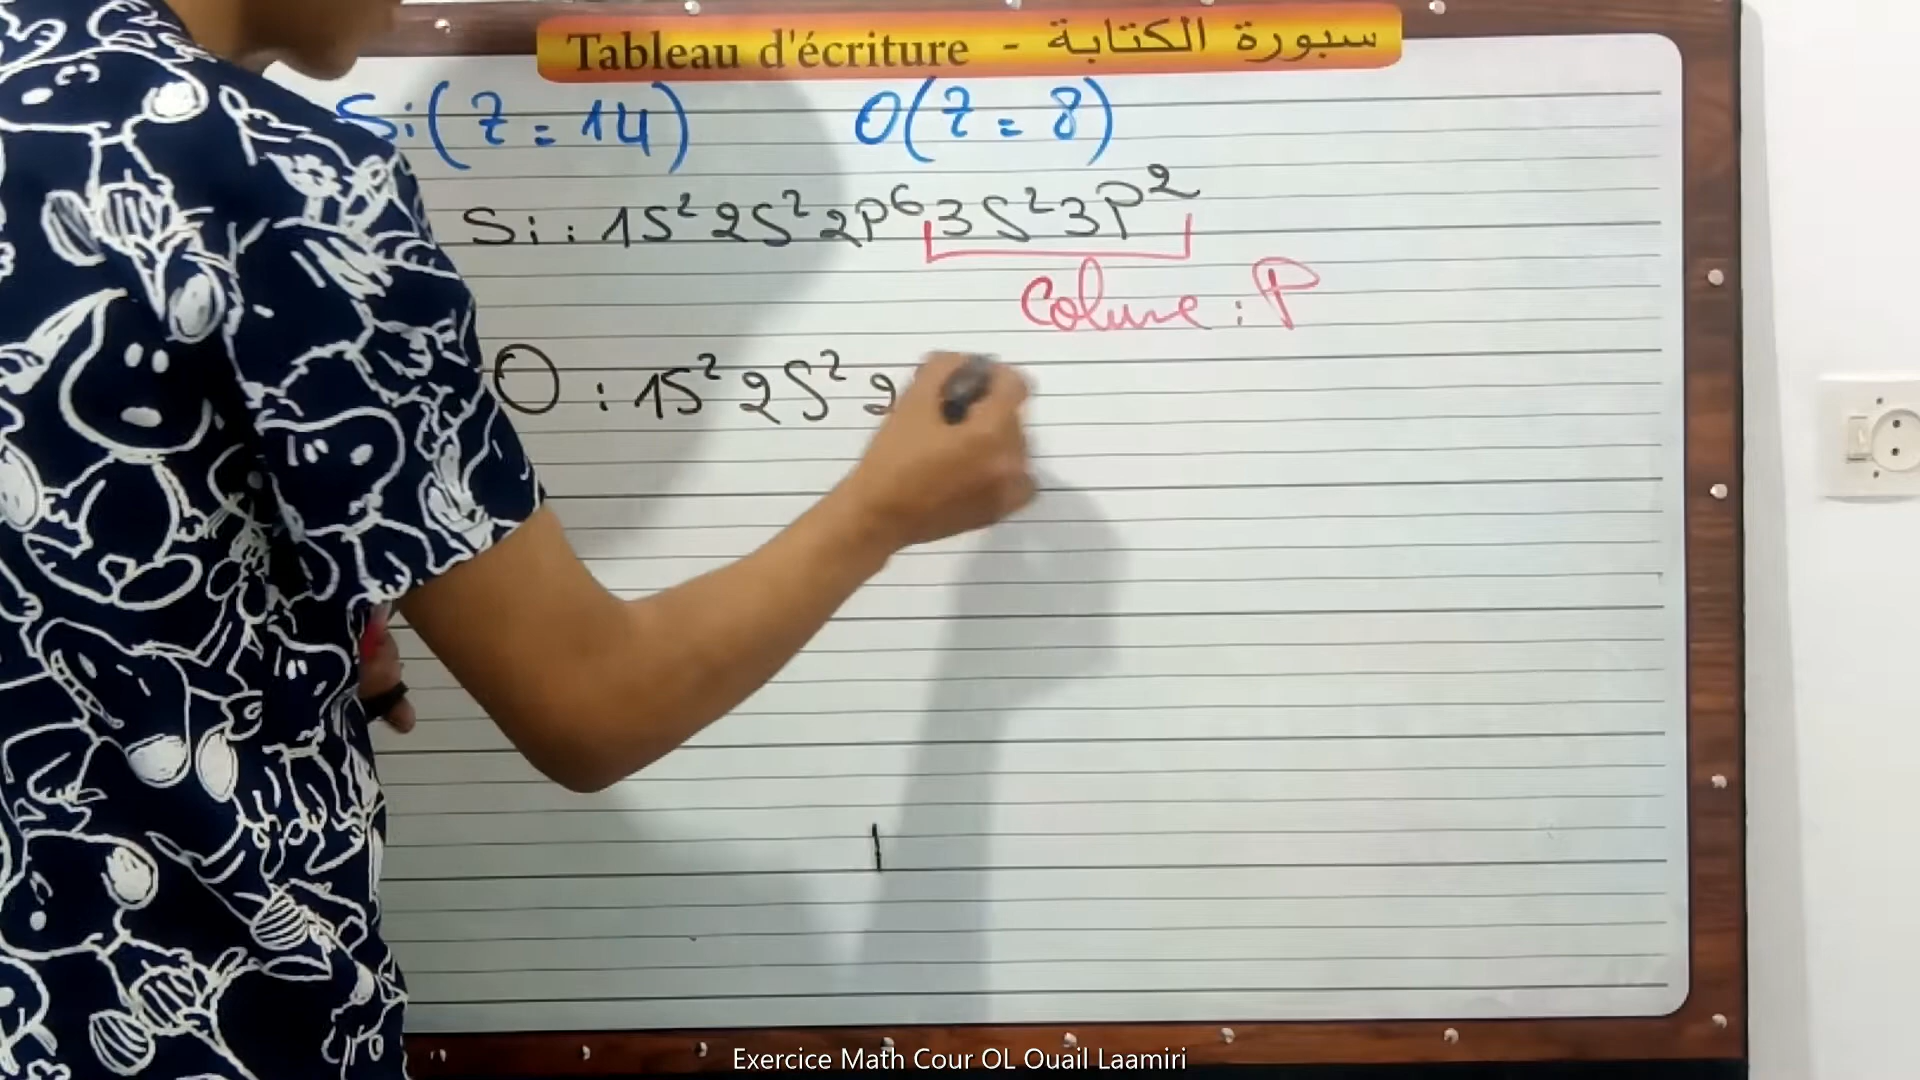 Tableau d'écriture - سبورة الكتابة
Si(Z=14) O(Z=8)
Si: 1S² 2S² 2P⁶ 3S² 3P²
Colune: P
O: 1S² 2S² 2
Exercice Math Cour OL Ouail Laamiri